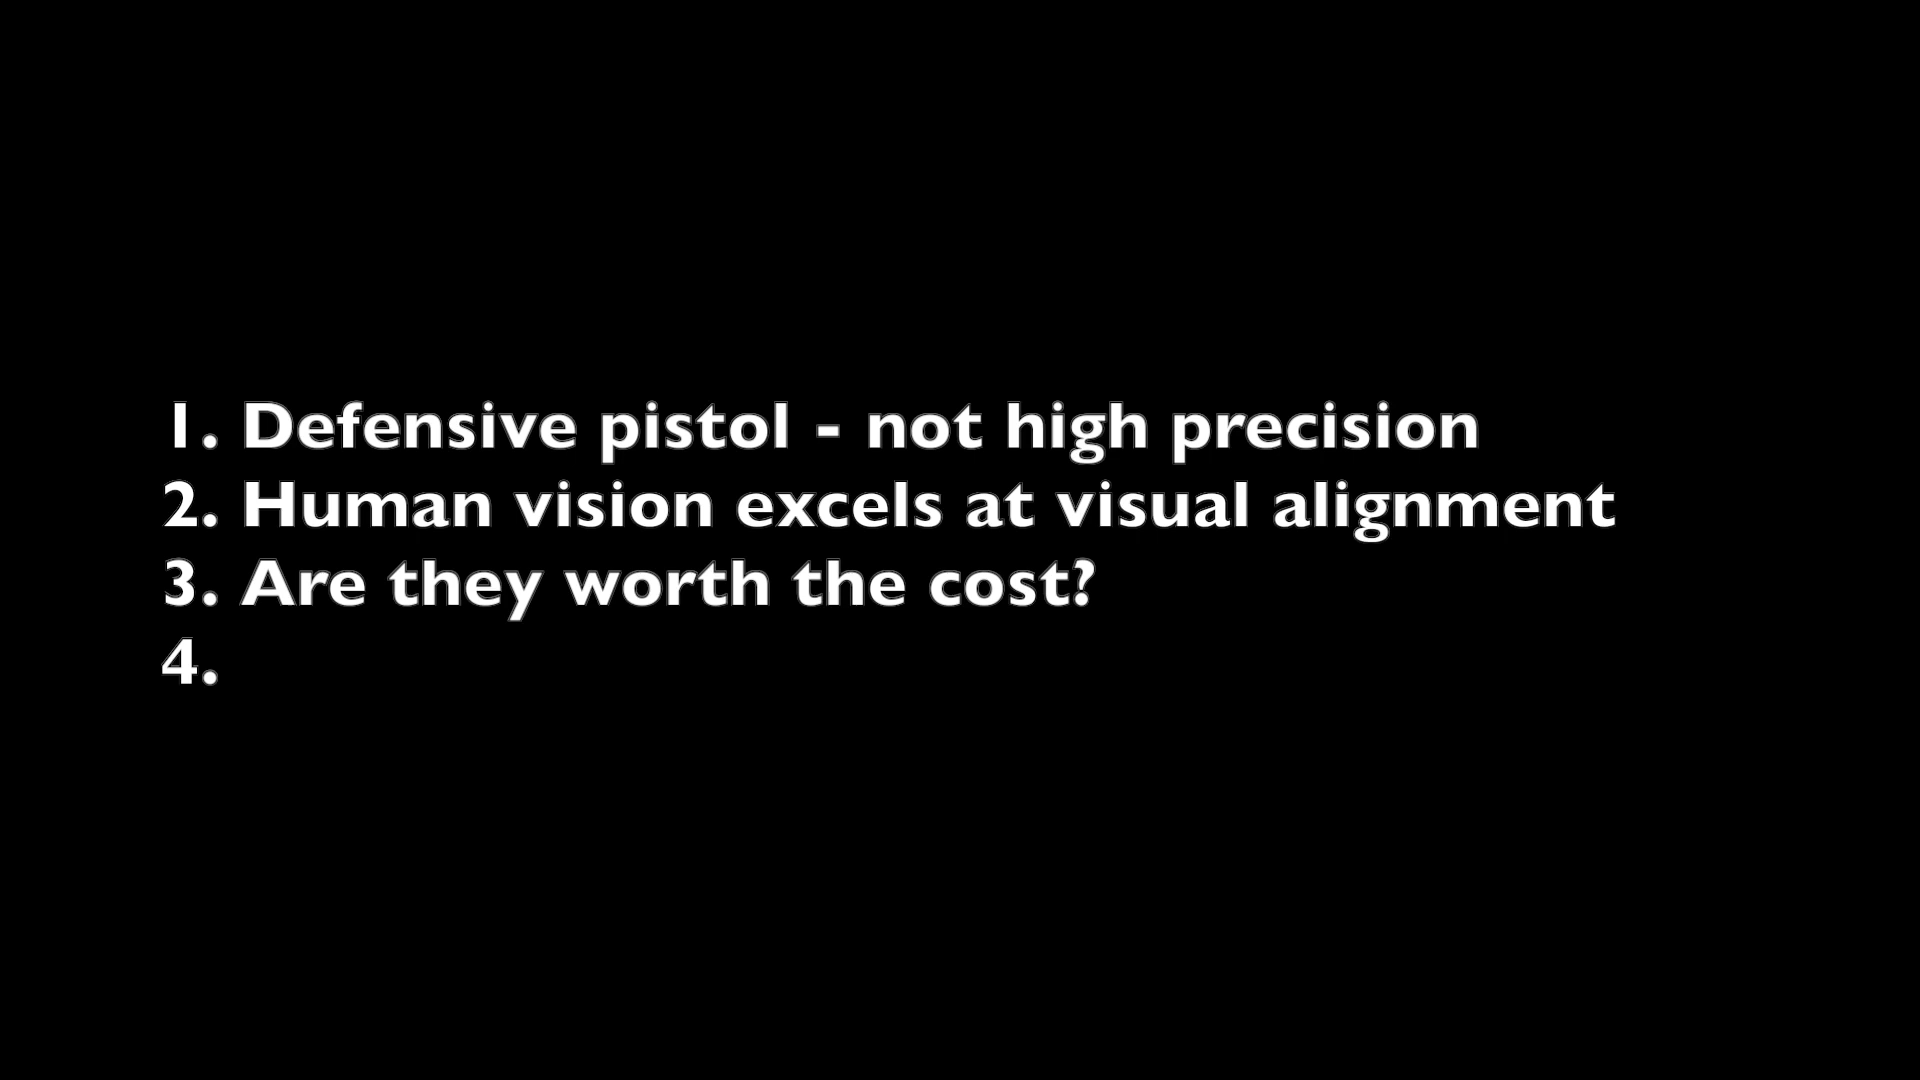 1. Defensive pistol - not high precision
2. Human vision excels at visual alignment
3. Are they worth the cost?
4.